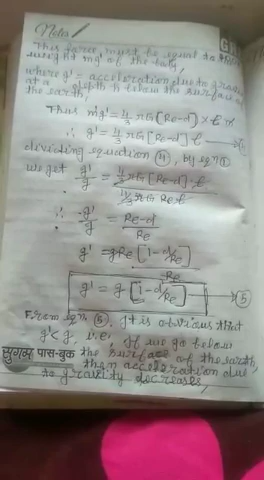 Notes
This force, must be equal to
weight mg' of the body,
where g' = acceleration due to gravity
at a depth h below the surface of
the earth,
Thus mg' = 4/3 πG [Re-d] × ρ
∴ g' = 4/3 πG [Re-d] ρ
dividing equation (4), by eqn ①
we get g'/g = 4/3 πG [Re-d] . ρ / 4/3 πG Re ρ
∴ g'/g = Re-d / Re
g' = gRe [1-d/Re] / Re
g' = g [1-d/Re] → ⑤
From eqn ⑤. It is obvious that
g' < g, i.e, If we go below
सुगम पास-बुक the surface of the earth,
then acceleration due
to gravity decreases,